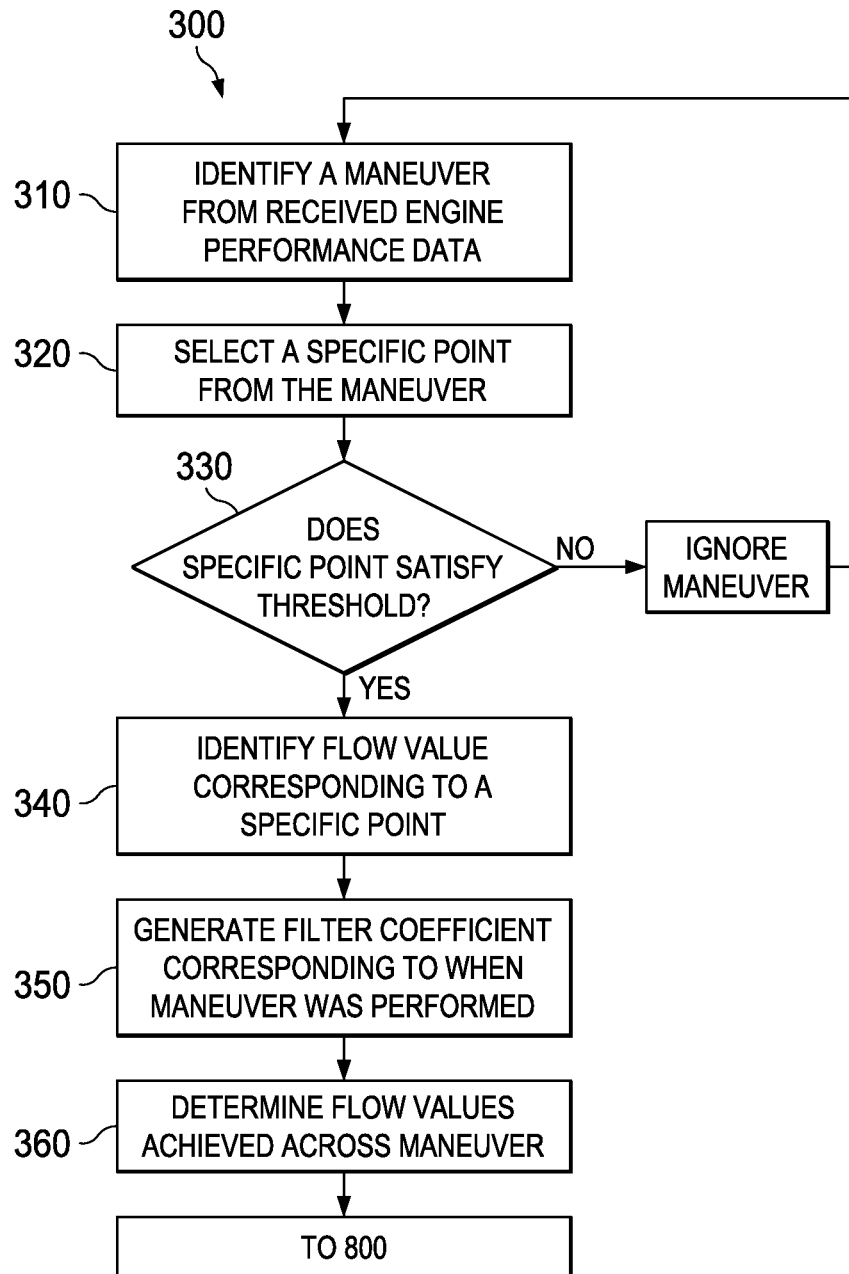 300
310
IDENTIFY A MANEUVER
FROM RECEIVED ENGINE
PERFORMANCE DATA
320
SELECT A SPECIFIC POINT
FROM THE MANEUVER
330
DOES
SPECIFIC POINT SATISFY
THRESHOLD?
NO
IGNORE
MANEUVER
YES
340
IDENTIFY FLOW VALUE
CORRESPONDING TO A
SPECIFIC POINT
350
GENERATE FILTER COEFFICIENT
CORRESPONDING TO WHEN
MANEUVER WAS PERFORMED
360
DETERMINE FLOW VALUES
ACHIEVED ACROSS MANEUVER
TO 800